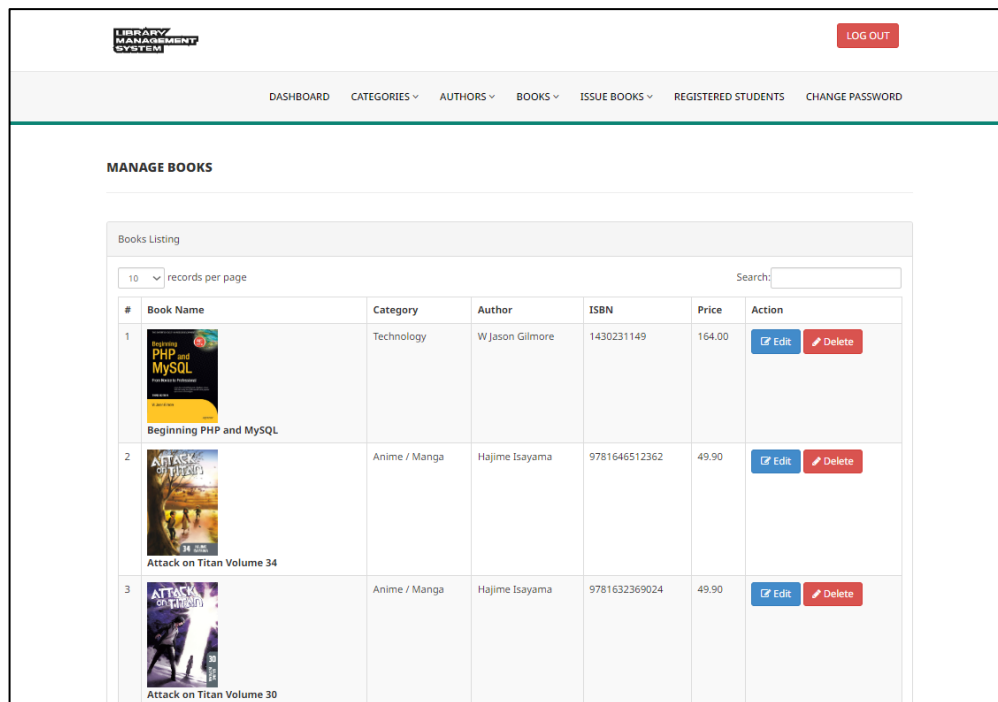 LIBRARY
MANAGEMENT
SYSTEM
LOG OUT
DASHBOARD CATEGORIES AUTHORS BOOKS ISSUE BOOKS REGISTERED STUDENTS CHANGE PASSWORD
MANAGE BOOKS
Books Listing
10 records per page Search:
# Book Name Category Author ISBN Price Action
1 Technology W Jason Gilmore 1430231149 164.00 Edit Delete
Beginning
PHP and
MySQL
Beginning PHP and MySQL
2 Anime / Manga Hajime Isayama 9781646512362 49.90 Edit Delete
ATTACK
on TITAN
34
Attack on Titan Volume 34
3 Anime / Manga Hajime Isayama 9781632369024 49.90 Edit Delete
ATTACK
on TITAN
30
Attack on Titan Volume 30